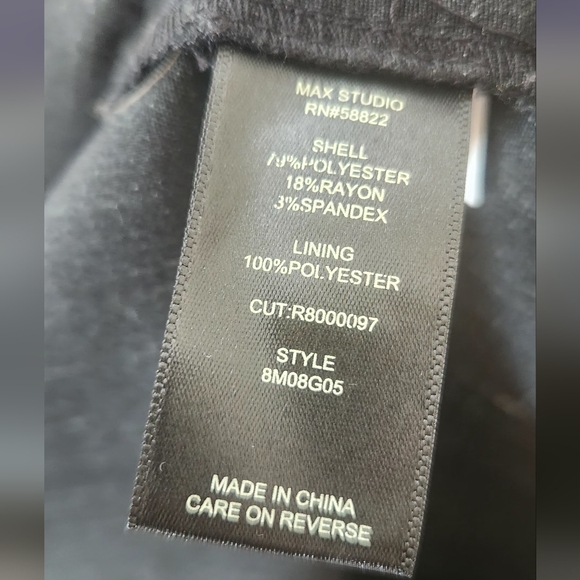 MAX STUDIO
RN#58822
SHELL
79%POLYESTER
18%RAYON
3%SPANDEX
LINING
100%POLYESTER
CUT:R8000097
STYLE
8M08G05
MADE IN CHINA
CARE ON REVERSE